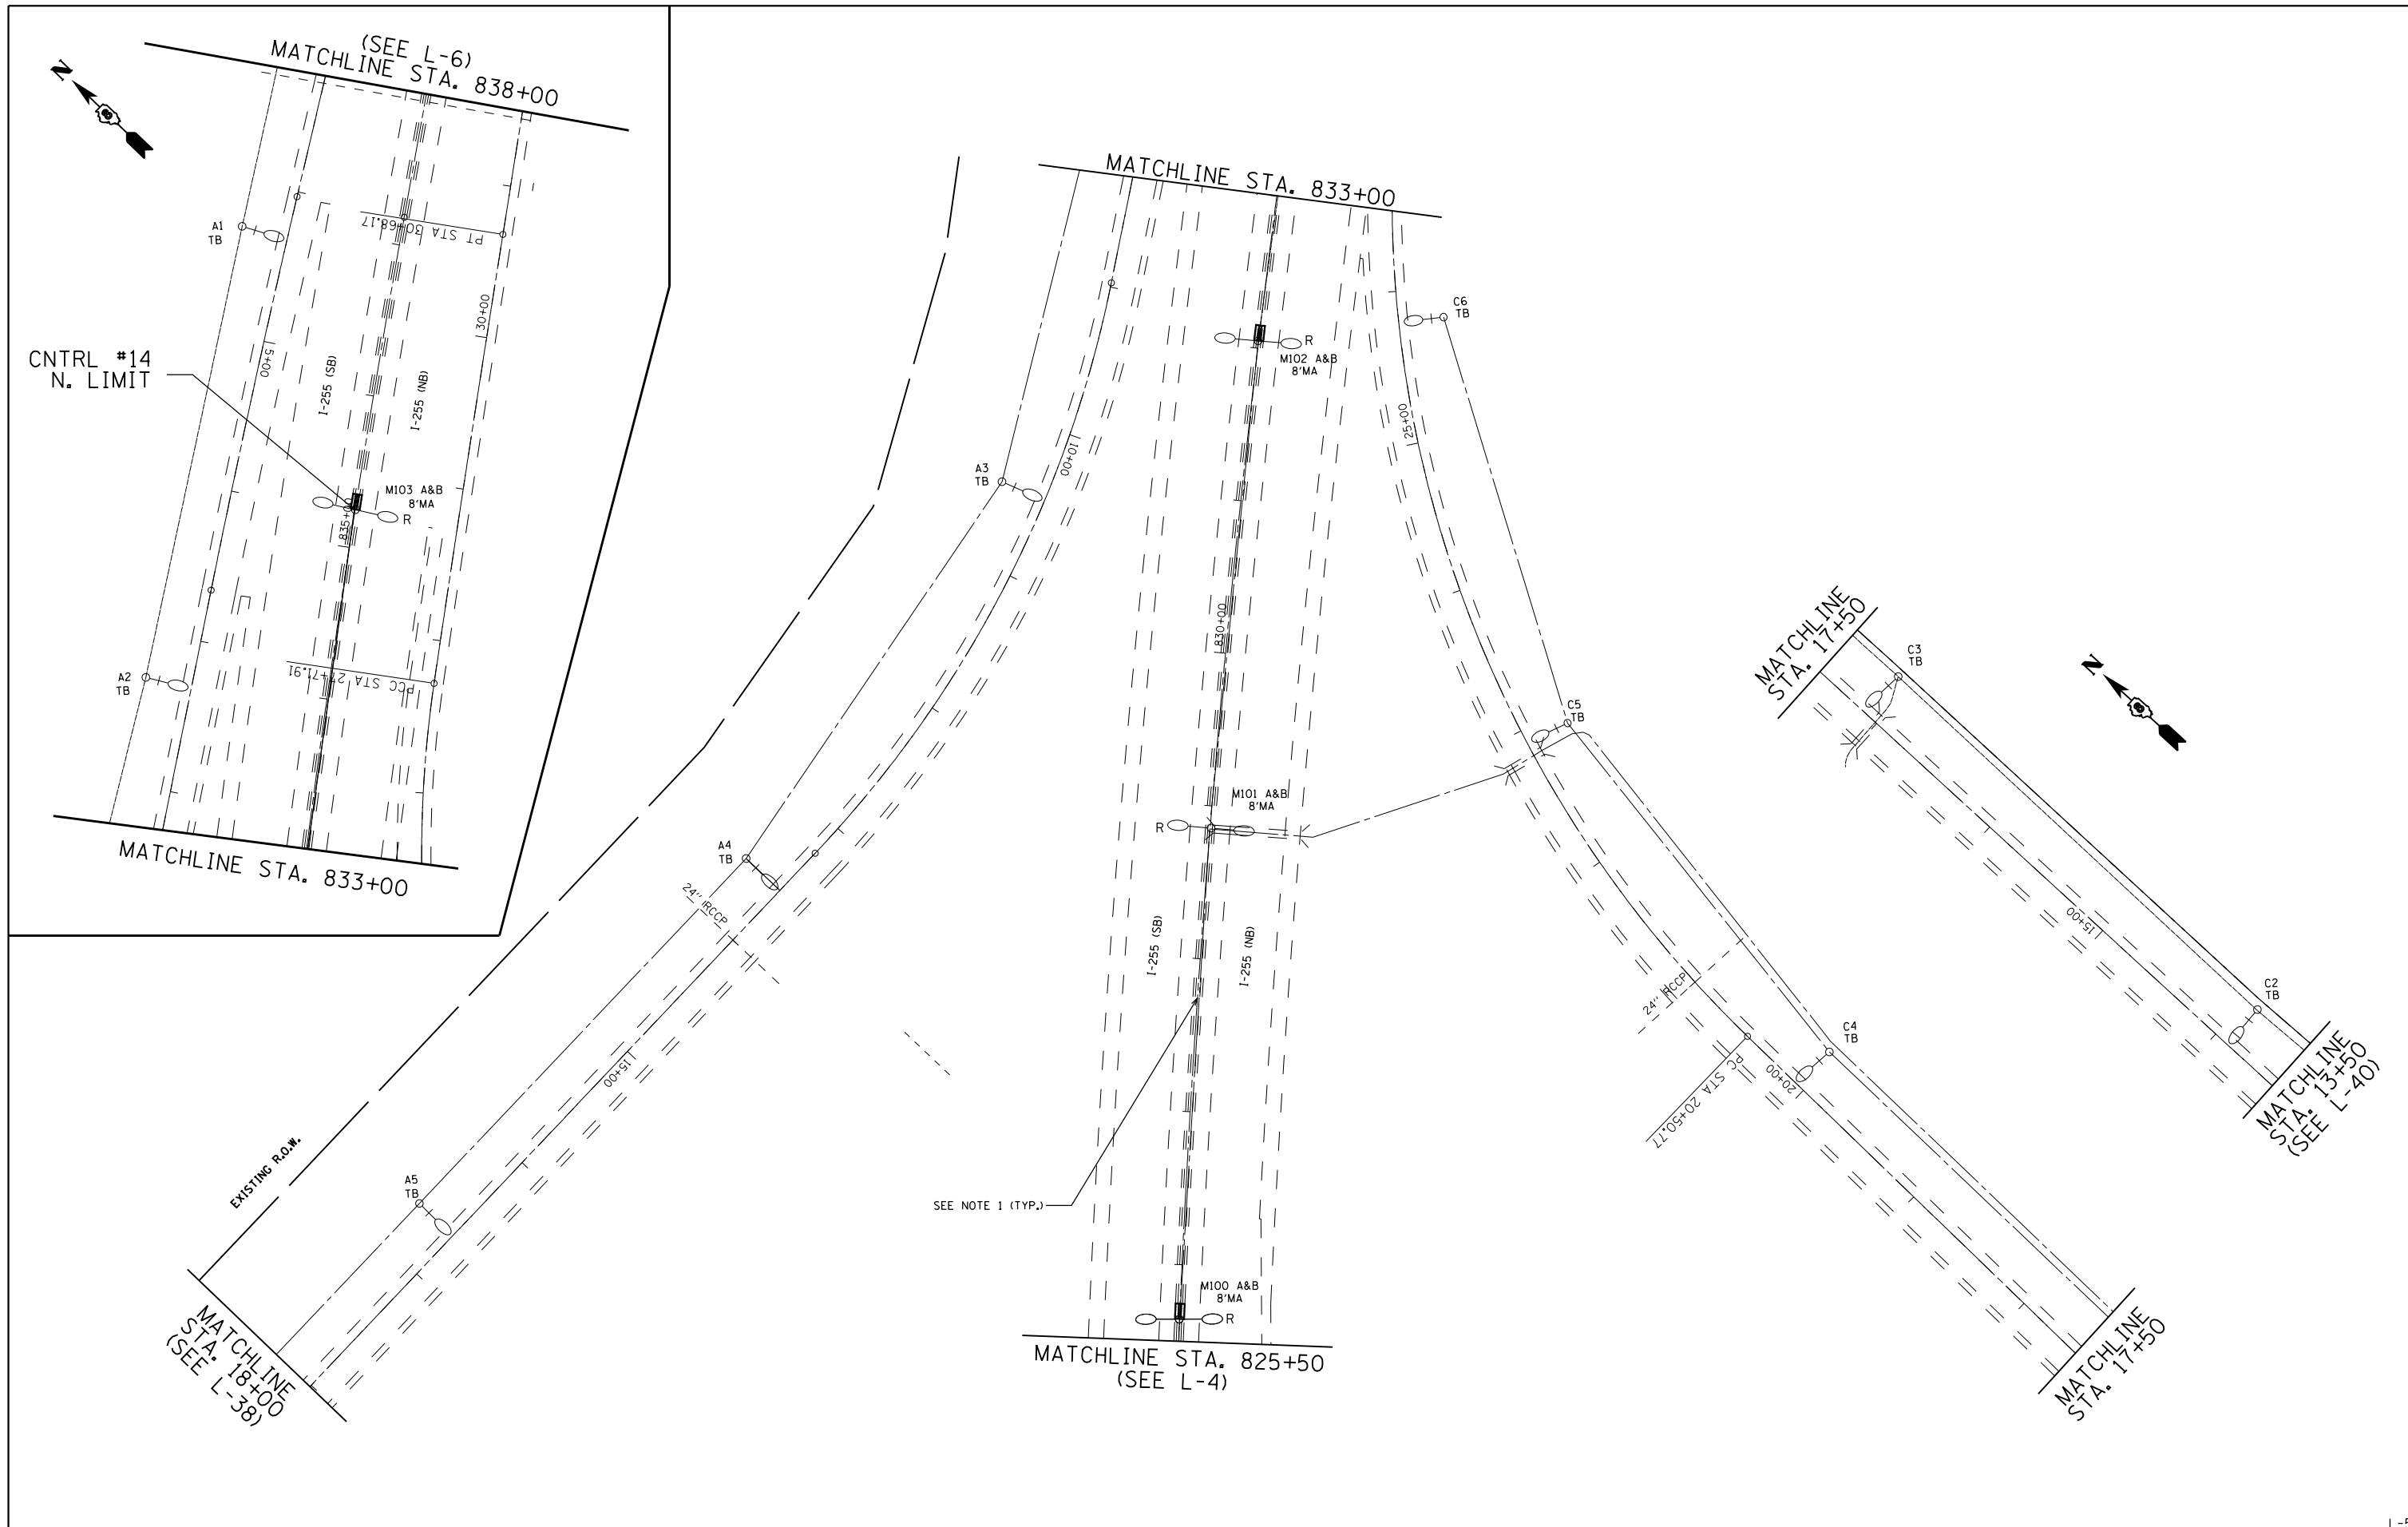 (SEE L-6)
MATCHLINE STA. 838+00
N
A1
TB
PT STA 30+68.17
30+00
5+00
I-255 (SB)
I-255 (NB)
CNTRL #14
N. LIMIT
M103 A&B
8'MA
R
835+0
A2
TB
PCC STA 27+71.91
MATCHLINE STA. 833+00
MATCHLINE STA. 833+00
C6
TB
R
M102 A&B
8'MA
25+00
10+00
A3
TB
830+00
C5
TB
M101 A&B
8'MA
R
A4
TB
24" RCCP
I-255 (SB)
I-255 (NB)
24" RCCP
C4
TB
PC STA 20+50.77
20+00
15+00
EXISTING R.O.W.
A5
TB
SEE NOTE 1 (TYP.)
M100 A&B
8'MA
R
MATCHLINE
STA. 18+00
(SEE L-38)
MATCHLINE STA. 825+50
(SEE L-4)
MATCHLINE
STA. 17+50
MATCHLINE
STA. 17+50
C3
TB
N
15+00
C2
TB
MATCHLINE
STA. 13+50
(SEE L-40)